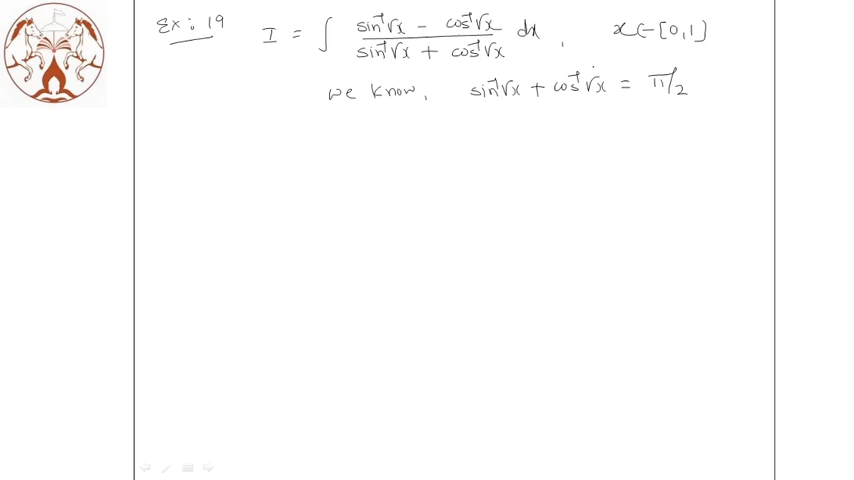 Ex: 19 I = ∫ (sin⁻¹√x − cos⁻¹√x)/(sin⁻¹√x + cos⁻¹√x) dx, x ∈ [0,1]
we know, sin⁻¹√x + cos⁻¹√x = π/2